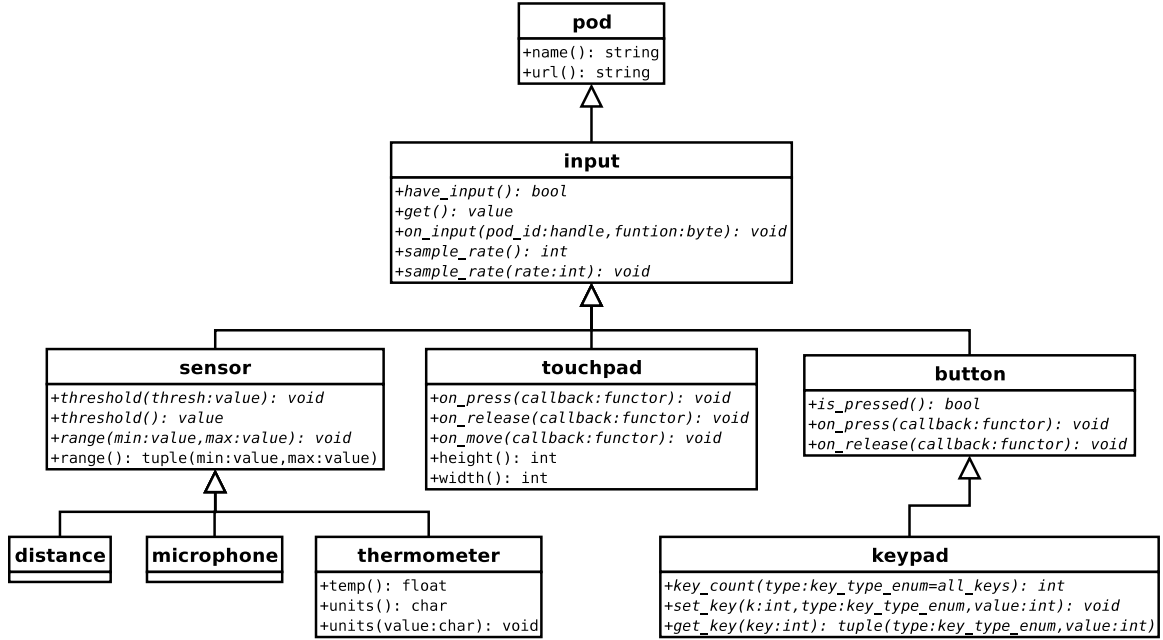 pod
+name(): string
+url(): string
input
+have_input(): bool
+get(): value
+on_input(pod_id:handle,funtion:byte): void
+sample_rate(): int
+sample_rate(rate:int): void
sensor
+threshold(thresh:value): void
+threshold(): value
+range(min:value,max:value): void
+range(): tuple(min:value,max:value)
touchpad
+on_press(callback:functor): void
+on_release(callback:functor): void
+on_move(callback:functor): void
+height(): int
+width(): int
button
+is_pressed(): bool
+on_press(callback:functor): void
+on_release(callback:functor): void
distance
microphone
thermometer
+temp(): float
+units(): char
+units(value:char): void
keypad
+key_count(type:key_type_enum=all_keys): int
+set_key(k:int,type:key_type_enum,value:int): void
+get_key(key:int): tuple(type:key_type_enum,value:int)